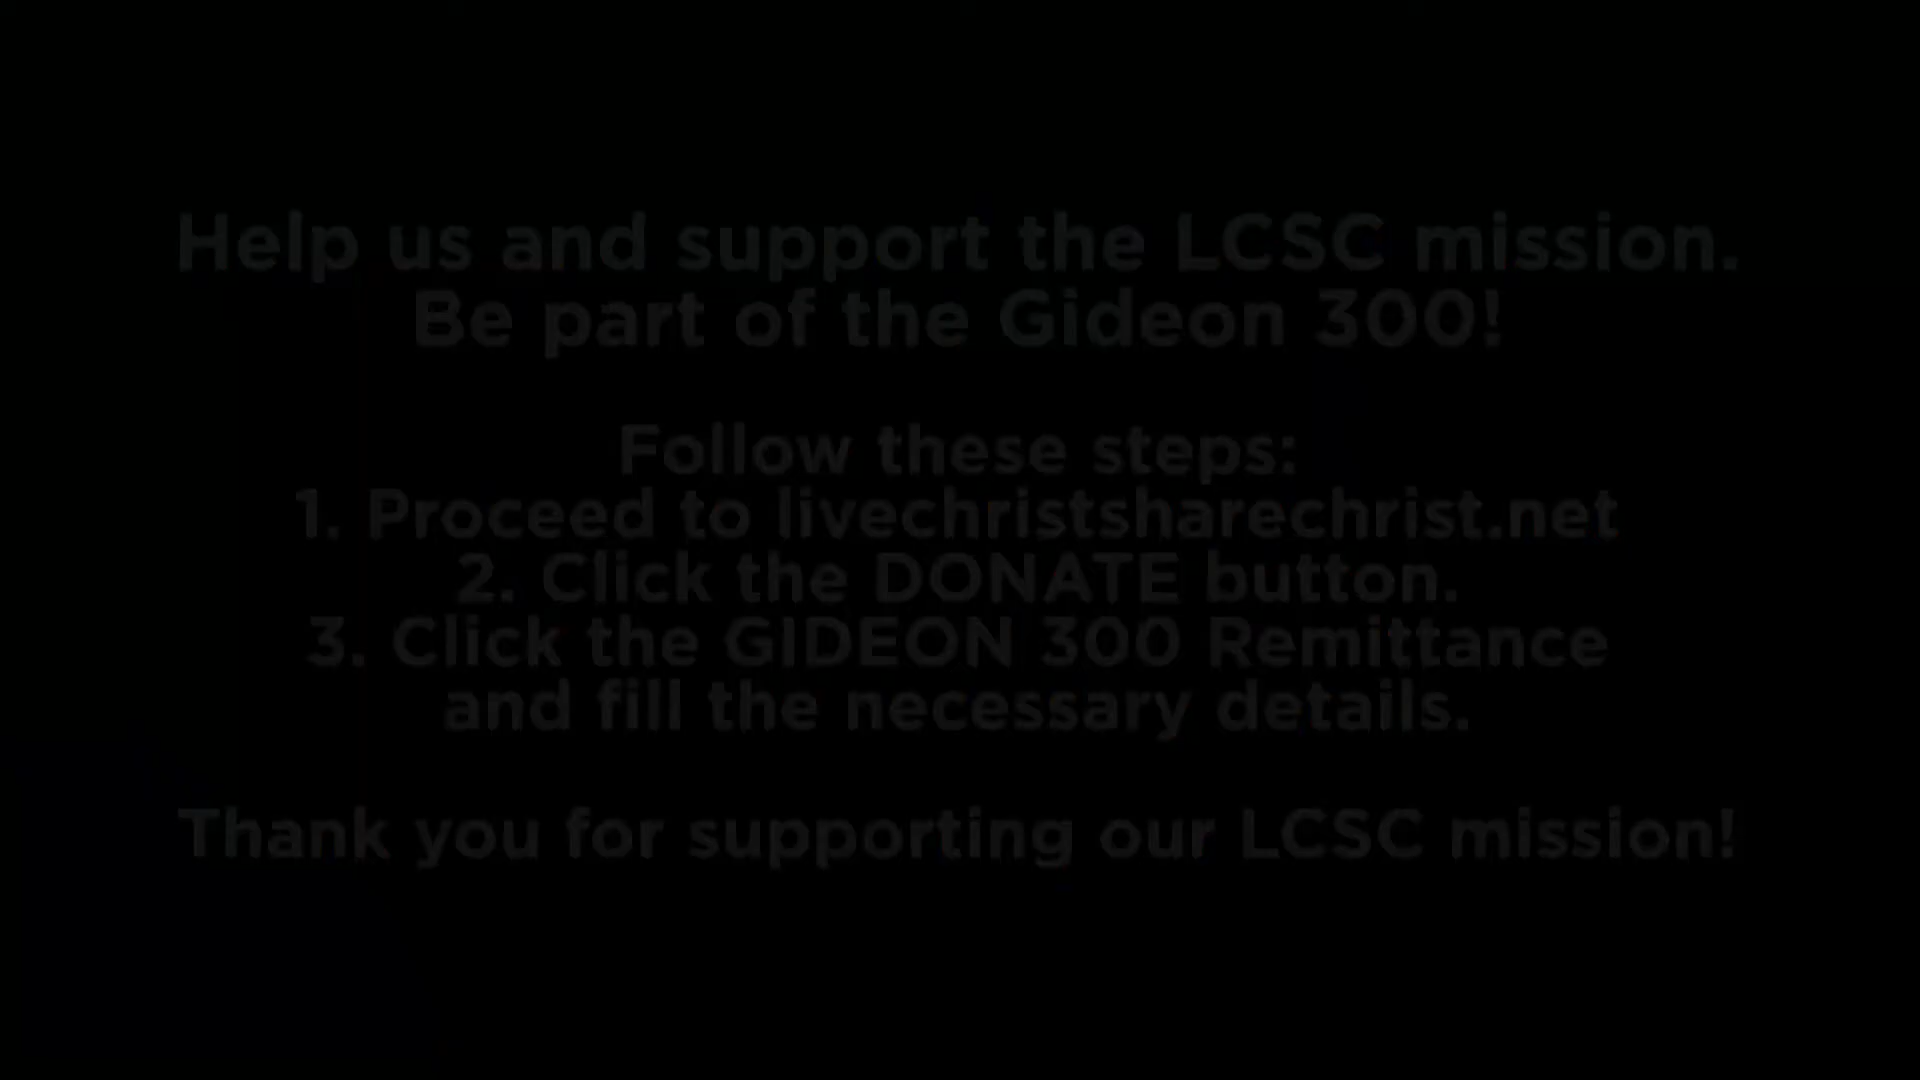 Help us and support the LCSC mission.
Be part of the Gideon 300!
Follow these steps:
1. Proceed to livechristsharechrist.net
2. Click the DONATE button.
3. Click the GIDEON 300 Remittance
and fill the necessary details.
Thank you for supporting our LCSC mission!